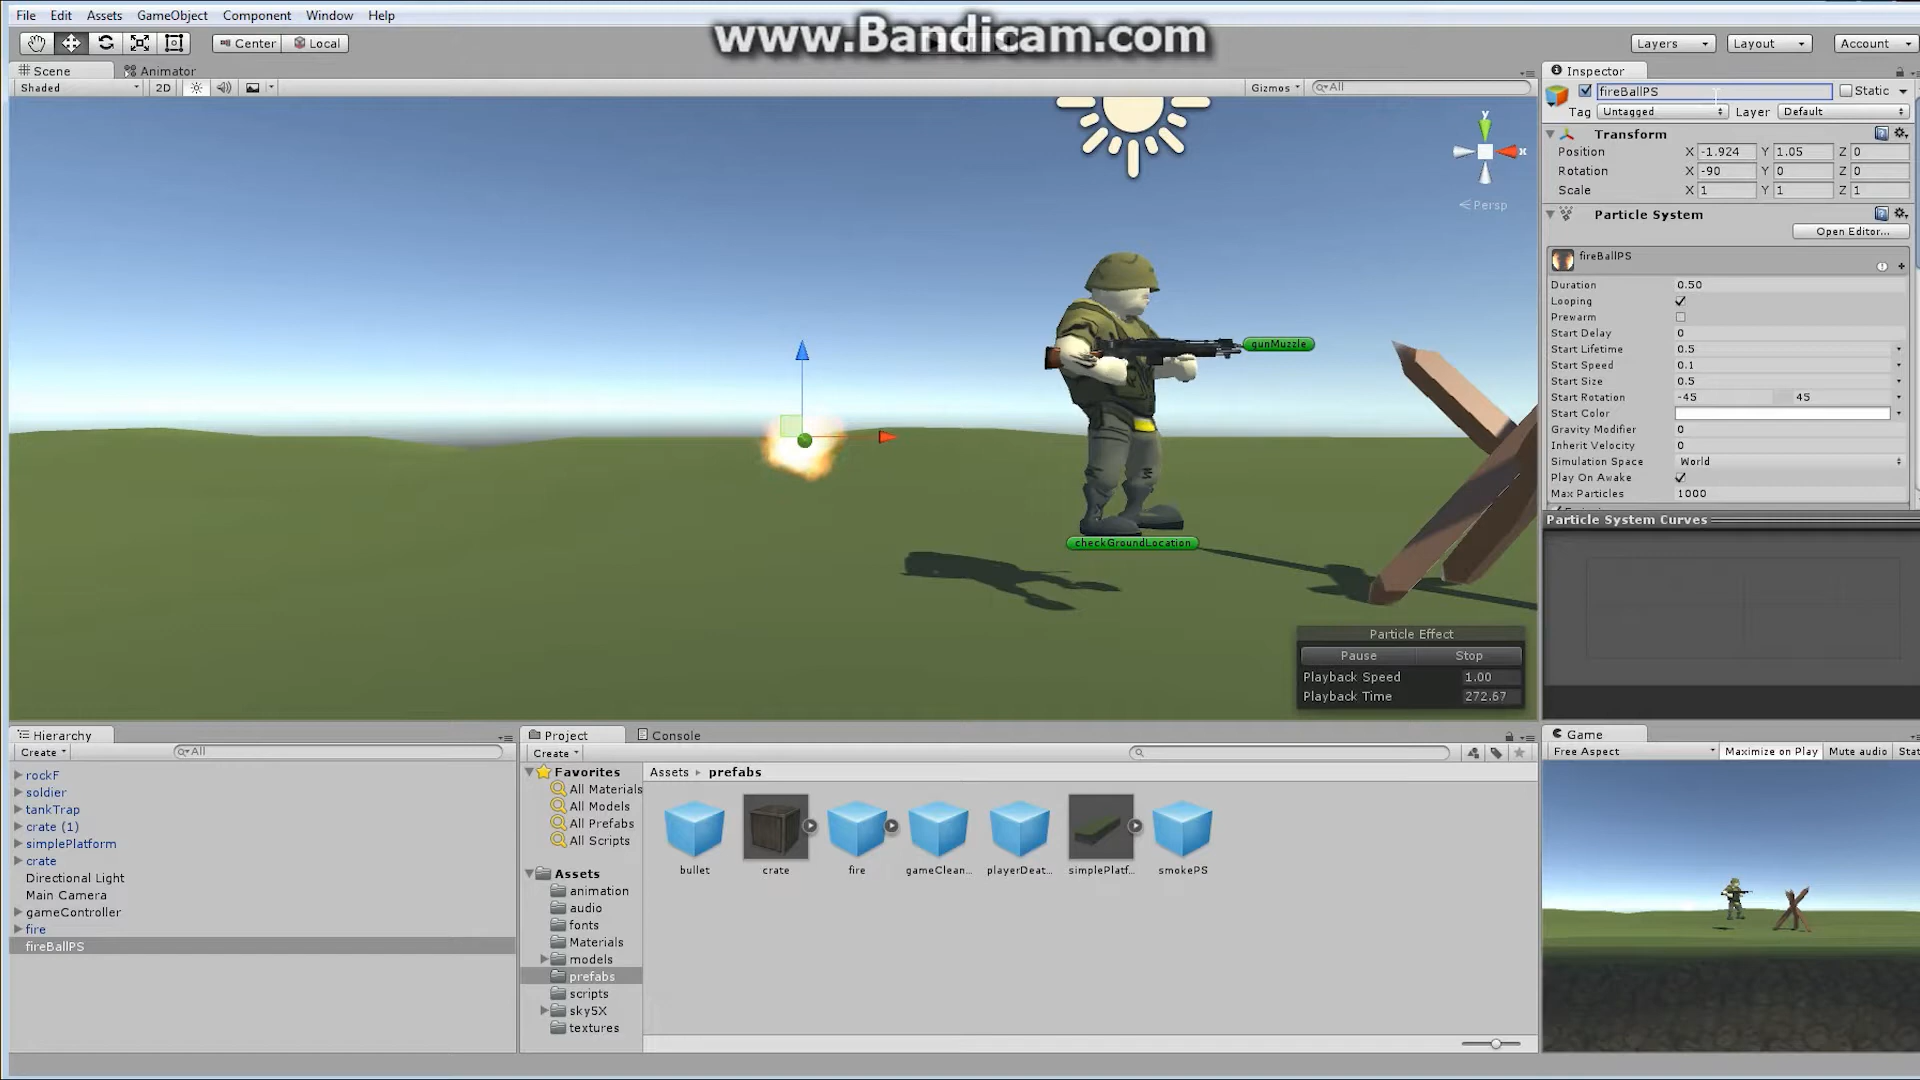 File Edit Assets GameObject Component Window Help
www.Bandicam.com
Center Local
Layers Layout Account
Scene Animator
Shaded 2D Gizmos All
Inspector
fireBallPS Static
Tag Untagged Layer Default
Transform
Position X -1.924 Y 1.05 Z 0
Rotation X -90 Y 0 Z 0
Scale X 1 Y 1 Z 1
Particle System
Open Editor...
fireBallPS
Duration 0.50
Looping
Prewarm
Start Delay 0
Start Lifetime 0.5
Start Speed 0.1
Start Size 0.5
Start Rotation -45 45
Start Color
Gravity Modifier 0
Inherit Velocity 0
Simulation Space World
Play On Awake
Max Particles 1000
Particle System Curves
y
x
Persp
gunMuzzle
checkGroundLocation
Particle Effect
Pause Stop
Playback Speed 1.00
Playback Time 272.67
Hierarchy
Create All
rockF
soldier
tankTrap
crate (1)
simplePlatform
crate
Directional Light
Main Camera
gameController
fire
fireBallPS
Project Console
Create
Favorites
All Materials
All Models
All Prefabs
All Scripts
Assets
animation
audio
fonts
Materials
models
prefabs
scripts
sky5X
textures
Assets prefabs
bullet crate fire gameClean... playerDeat... simplePlatf... smokePS
Game
Free Aspect Maximize on Play Mute audio Stat